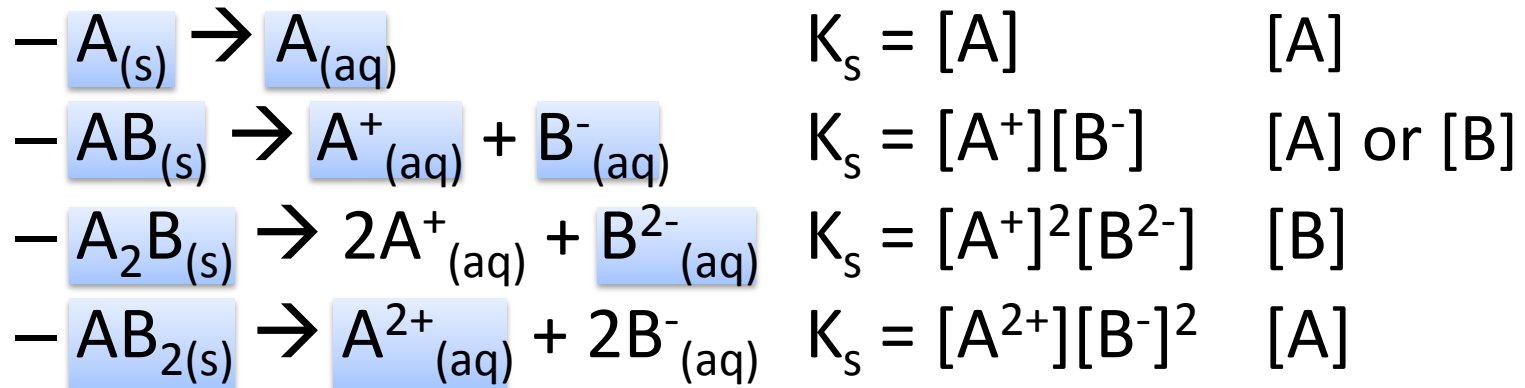 – A(s) → A(aq) Ks = [A] [A]
– AB(s) → A⁺(aq) + B⁻(aq) Ks = [A⁺][B⁻] [A] or [B]
– A₂B(s) → 2A⁺(aq) + B²⁻(aq) Ks = [A⁺]²[B²⁻] [B]
– AB₂(s) → A²⁺(aq) + 2B⁻(aq) Ks = [A²⁺][B⁻]² [A]